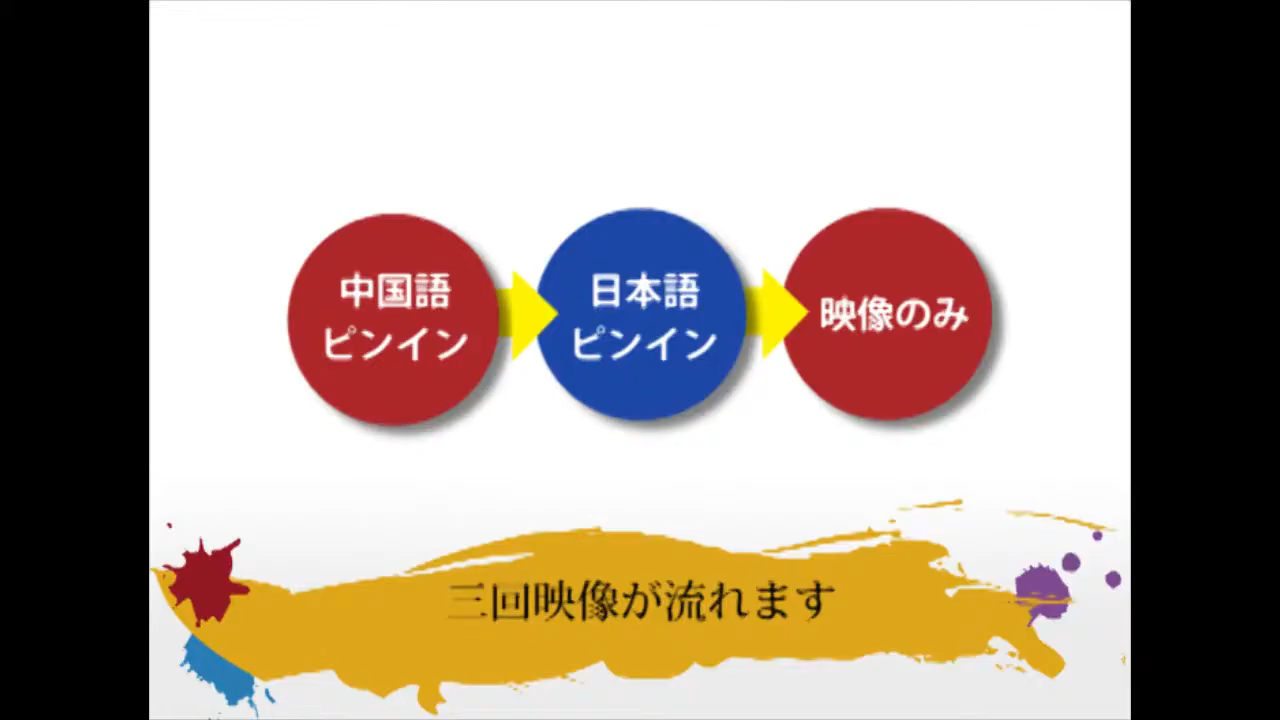 中国語
ピンイン
日本語
ピンイン
映像のみ
三回映像が流れます